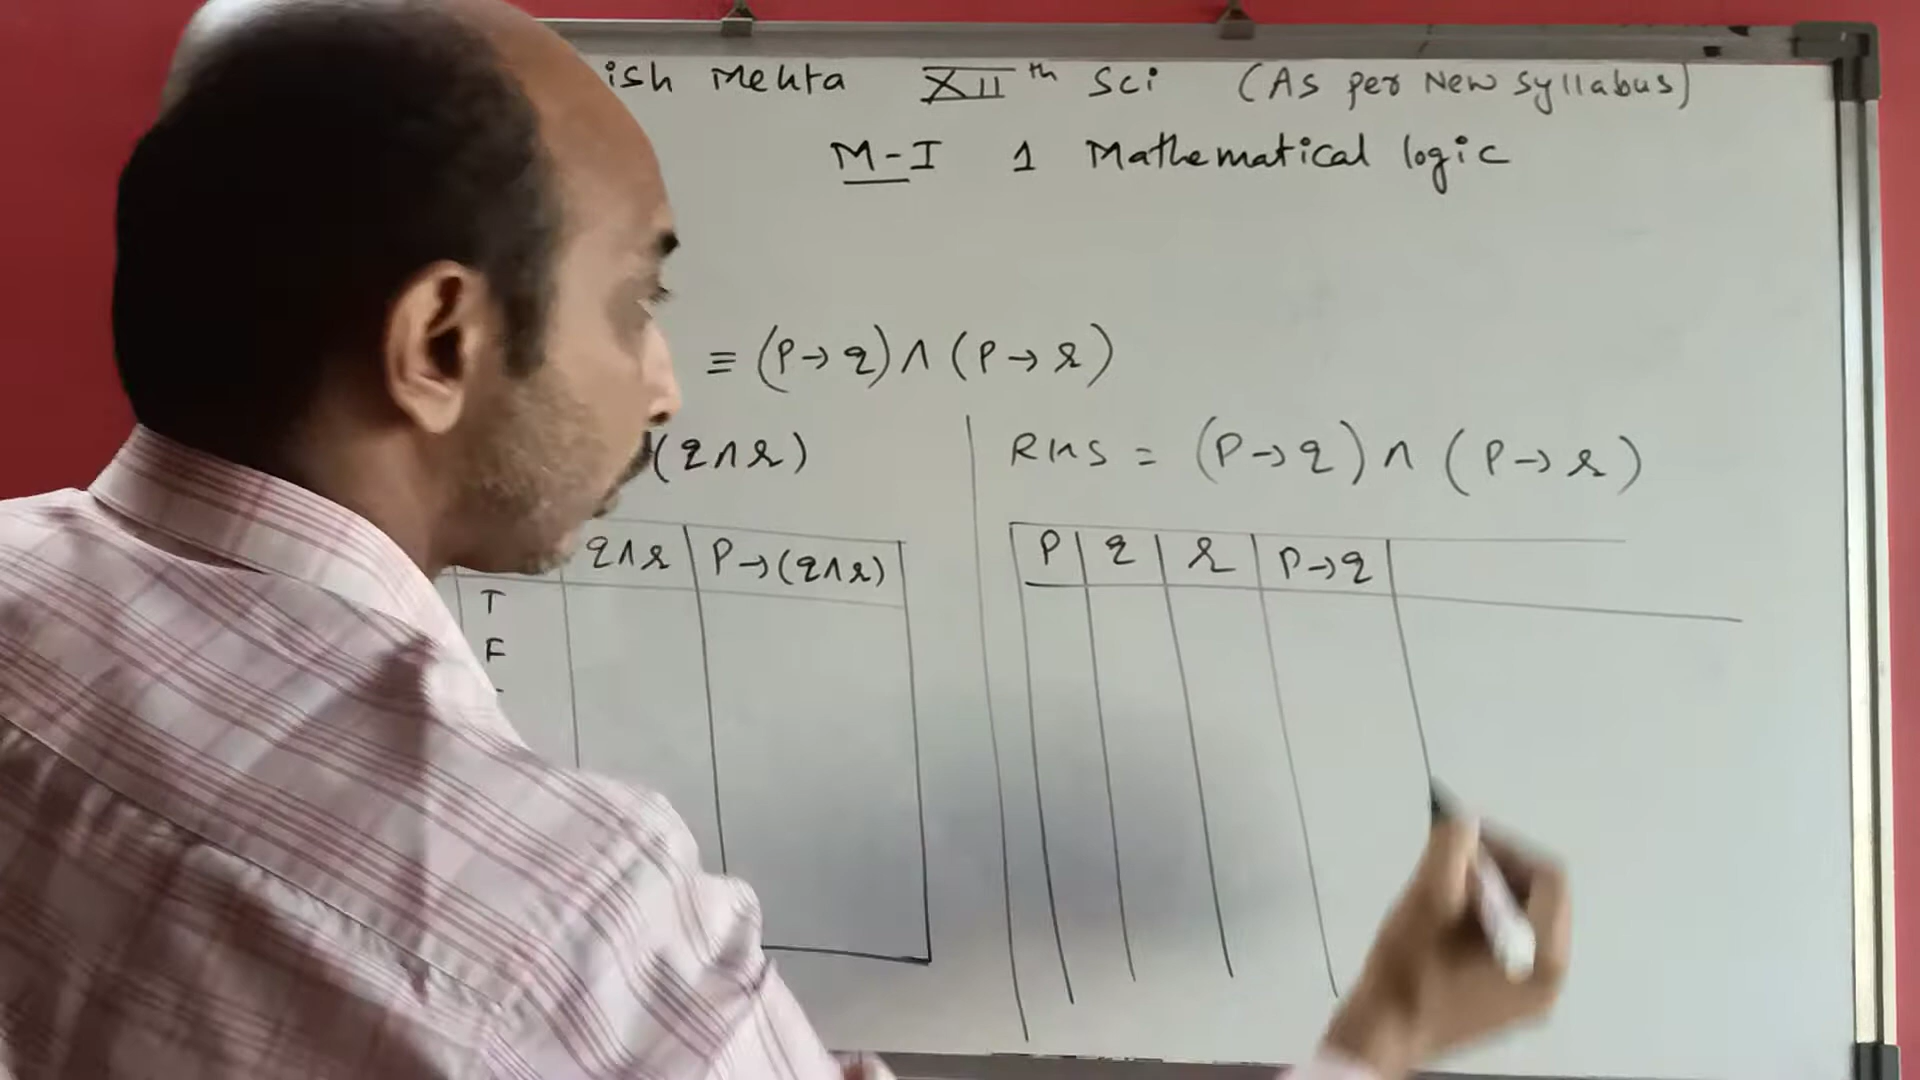 ish Mehta XII th Sci (As per New Syllabus)
M-I 1 Mathematical logic
≡ (P→q)∧(P→r)
(q∧r)
RHS = (P→q)∧(P→r)
q∧r P→(q∧r)
T
F
P q r P→q